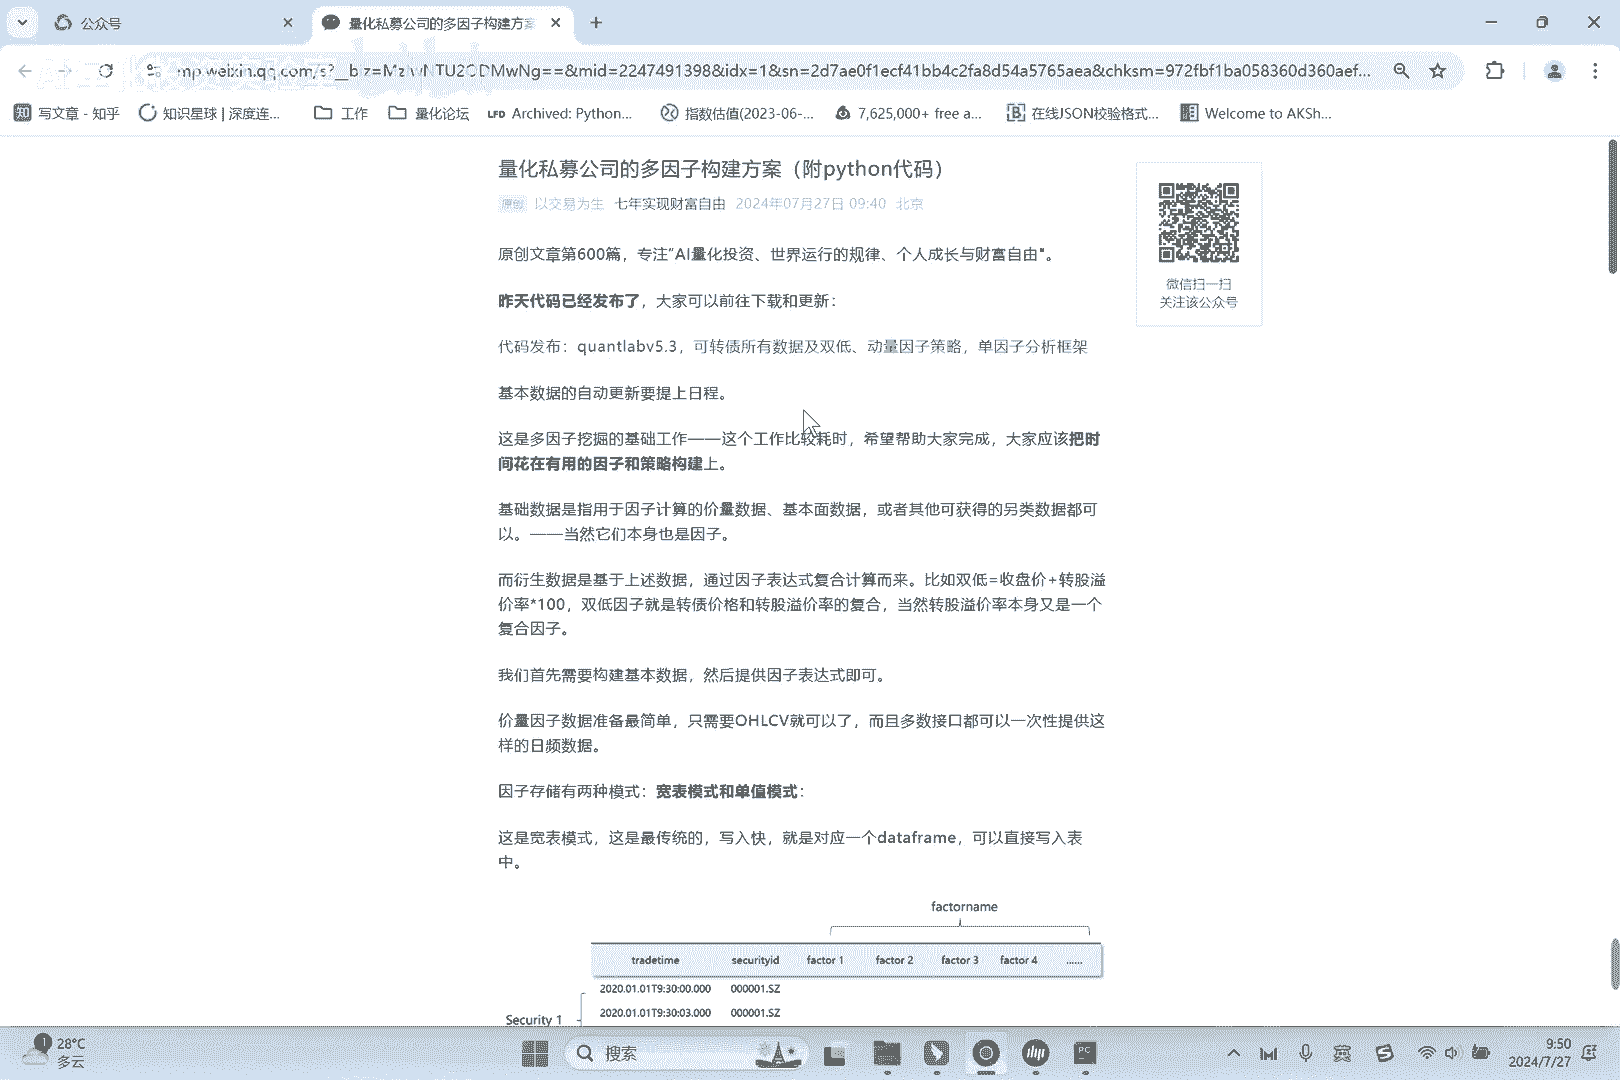 公众号
量化私募公司的多因子构建方案
mp.weixin.qq.com/s?__biz=MzIwNTU2ODMwNg==&mid=2247491398&idx=1&sn=2d7ae0f1ecf41bb4c2fa8d54a5765aea&chksm=972fbf1ba058360d360aef...
知 写文章 - 知乎
知识星球 | 深度连...
工作
量化论坛
LFD Archived: Python...
指数估值(2023-06-...
7,625,000+ free a...
[B] 在线JSON校验格式...
Welcome to AKSh...
量化私募公司的多因子构建方案（附python代码）
原创 以交易为生 七年实现财富自由 2024年07月27日 09:40 北京
原创文章第600篇，专注“AI量化投资、世界运行的规律、个人成长与财富自由"。
昨天代码已经发布了，大家可以前往下载和更新：
代码发布：quantlabv5.3，可转债所有数据及双低、动量因子策略，单因子分析框架
基本数据的自动更新要提上日程。
这是多因子挖掘的基础工作——这个工作比较耗时，希望帮助大家完成，大家应该把时
间花在有用的因子和策略构建上。
基础数据是指用于因子计算的价量数据、基本面数据，或者其他可获得的另类数据都可
以。——当然它们本身也是因子。
而衍生数据是基于上述数据，通过因子表达式复合计算而来。比如双低=收盘价+转股溢
价率*100，双低因子就是转债价格和转股溢价率的复合，当然转股溢价率本身又是一个
复合因子。
我们首先需要构建基本数据，然后提供因子表达式即可。
价量因子数据准备最简单，只需要OHLCV就可以了，而且多数接口都可以一次性提供这
样的日频数据。
因子存储有两种模式：宽表模式和单值模式：
这是宽表模式，这是最传统的，写入快，就是对应一个dataframe，可以直接写入表
中。
factorname
tradetime securityid factor 1 factor 2 factor 3 factor 4 ......
2020.01.01T9:30:00.000 000001.SZ
Security 1
2020.01.01T9:30:03.000 000001.SZ
微信扫一扫
关注该公众号
1
28°C
多云
搜索
PC
英
9:50
2024/7/27